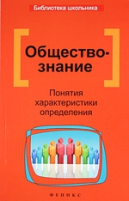 Библиотека школьника
Общество-
знание
Понятия
характеристики
определения
ФЕНИКС